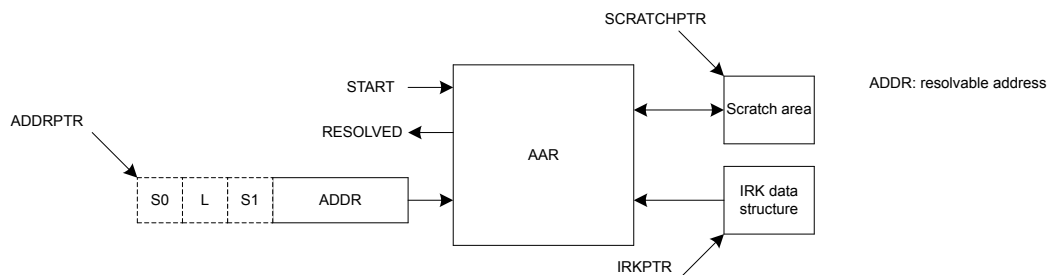 SCRATCHPTR
START
Scratch area
ADDR: resolvable address
ADDRPTR
RESOLVED
AAR
S0
L
S1
ADDR
IRK data
structure
IRKPTR